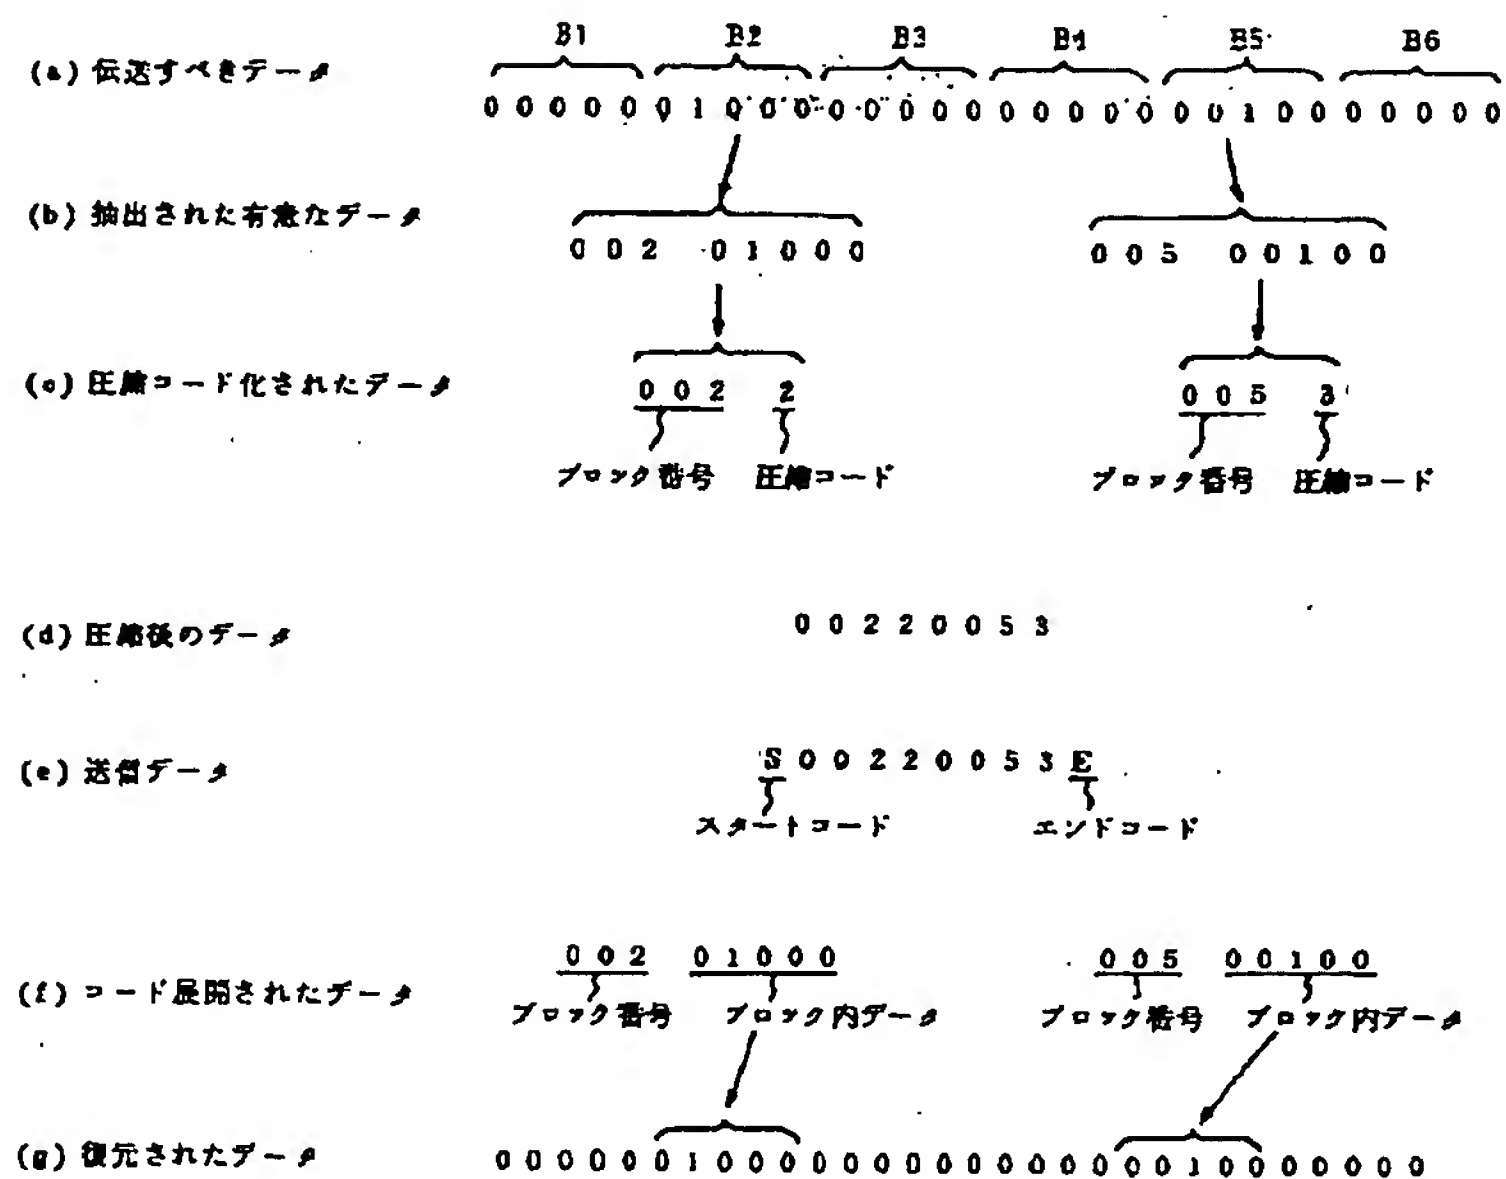 B1 B2 B3 B4 B5 B6
(a) 伝送すべきデータ 0 0 0 0 0 0 1 0 0 0 0 0 0 0 0 0 0 0 0 0 0 0 1 0 0 0 0 0 0 0
(b) 抽出された有意なデータ 0 0 2 0 1 0 0 0 0 0 5 0 0 1 0 0
(c) 圧縮コード化されたデータ 0 0 2 2 0 0 5 3
ブロック番号 圧縮コード ブロック番号 圧縮コード
(d) 圧縮後のデータ 0 0 2 2 0 0 5 3
(e) 送信データ S 0 0 2 2 0 0 5 3 E
スタートコード エンドコード
0 0 2 0 1 0 0 0 0 0 5 0 0 1 0 0
(f) コード展開されたデータ ブロック番号 ブロック内データ ブロック番号 ブロック内データ
(g) 復元されたデータ 0 0 0 0 0 0 1 0 0 0 0 0 0 0 0 0 0 0 0 0 0 0 1 0 0 0 0 0 0 0